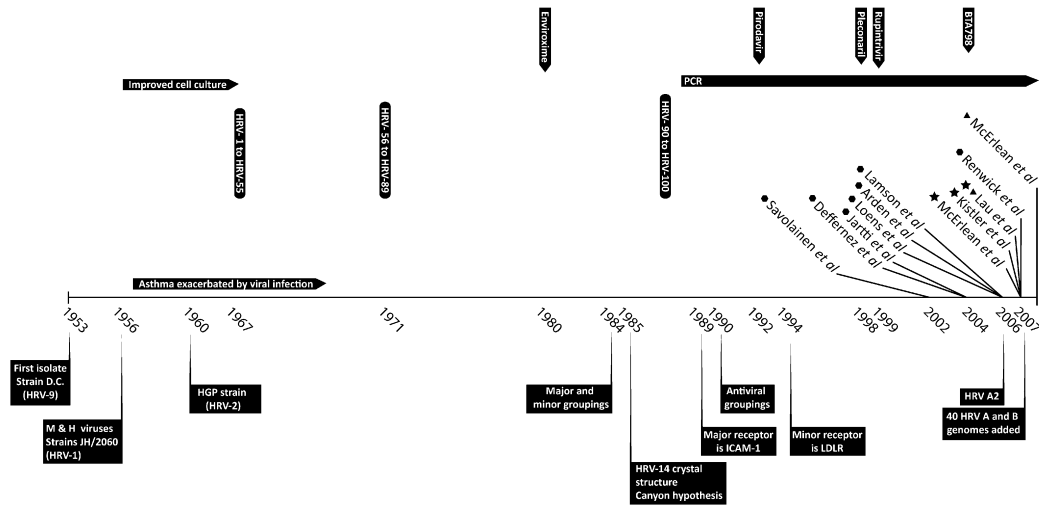 Enviroxime
Pirodavir
Pleconaril
Rupintrivir
BTA798
Improved cell culture
PCR
HRV- 1 to HRV-55
HRV- 56 to HRV-89
HRV- 90 to HRV-100
McErlean et al
Renwick et al
Lau et al
Kistler et al
McErlean et al
Lamson et al
Arden et al
Loens et al
Jartti et al
Deffernez et al
Savolainen et al
Asthma exacerbated by viral infection
1953
1956
1960
1967
1971
1980
1984
1985
1989
1990
1992
1994
1998
1999
2002
2004
2006
2007
First isolate
Strain D.C.
(HRV-9)
M & H viruses
Strains JH/2060
(HRV-1)
HGP strain
(HRV-2)
Major and
minor groupings
HRV-14 crystal
structure
Canyon hypothesis
Major receptor
is ICAM-1
Antiviral
groupings
Minor receptor
is LDLR
HRV A2
40 HRV A and B
genomes added